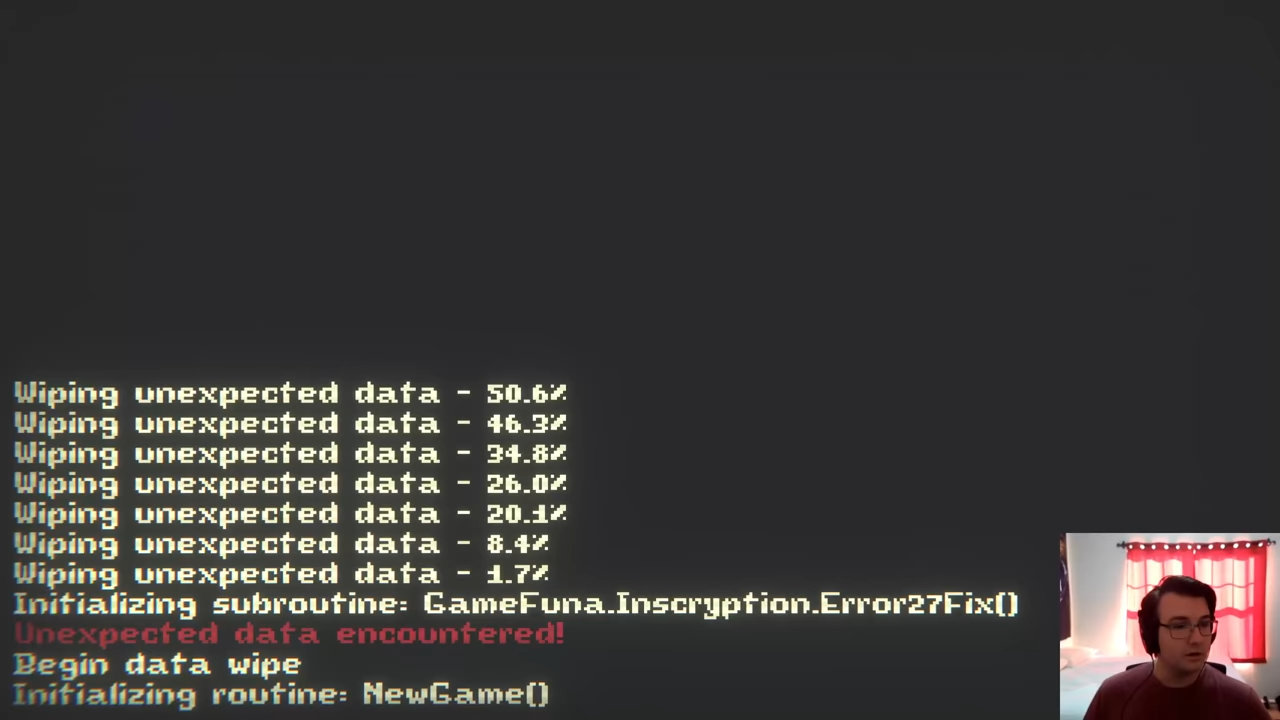 Wiping unexpected data - 50.6%
Wiping unexpected data - 46.3%
Wiping unexpected data - 34.8%
Wiping unexpected data - 26.0%
Wiping unexpected data - 20.1%
Wiping unexpected data - 8.4%
Wiping unexpected data - 1.7%
Initializing subroutine: GameFuna.Inscryption.Error27Fix()
Unexpected data encountered!
Begin data wipe
Initializing routine: NewGame()